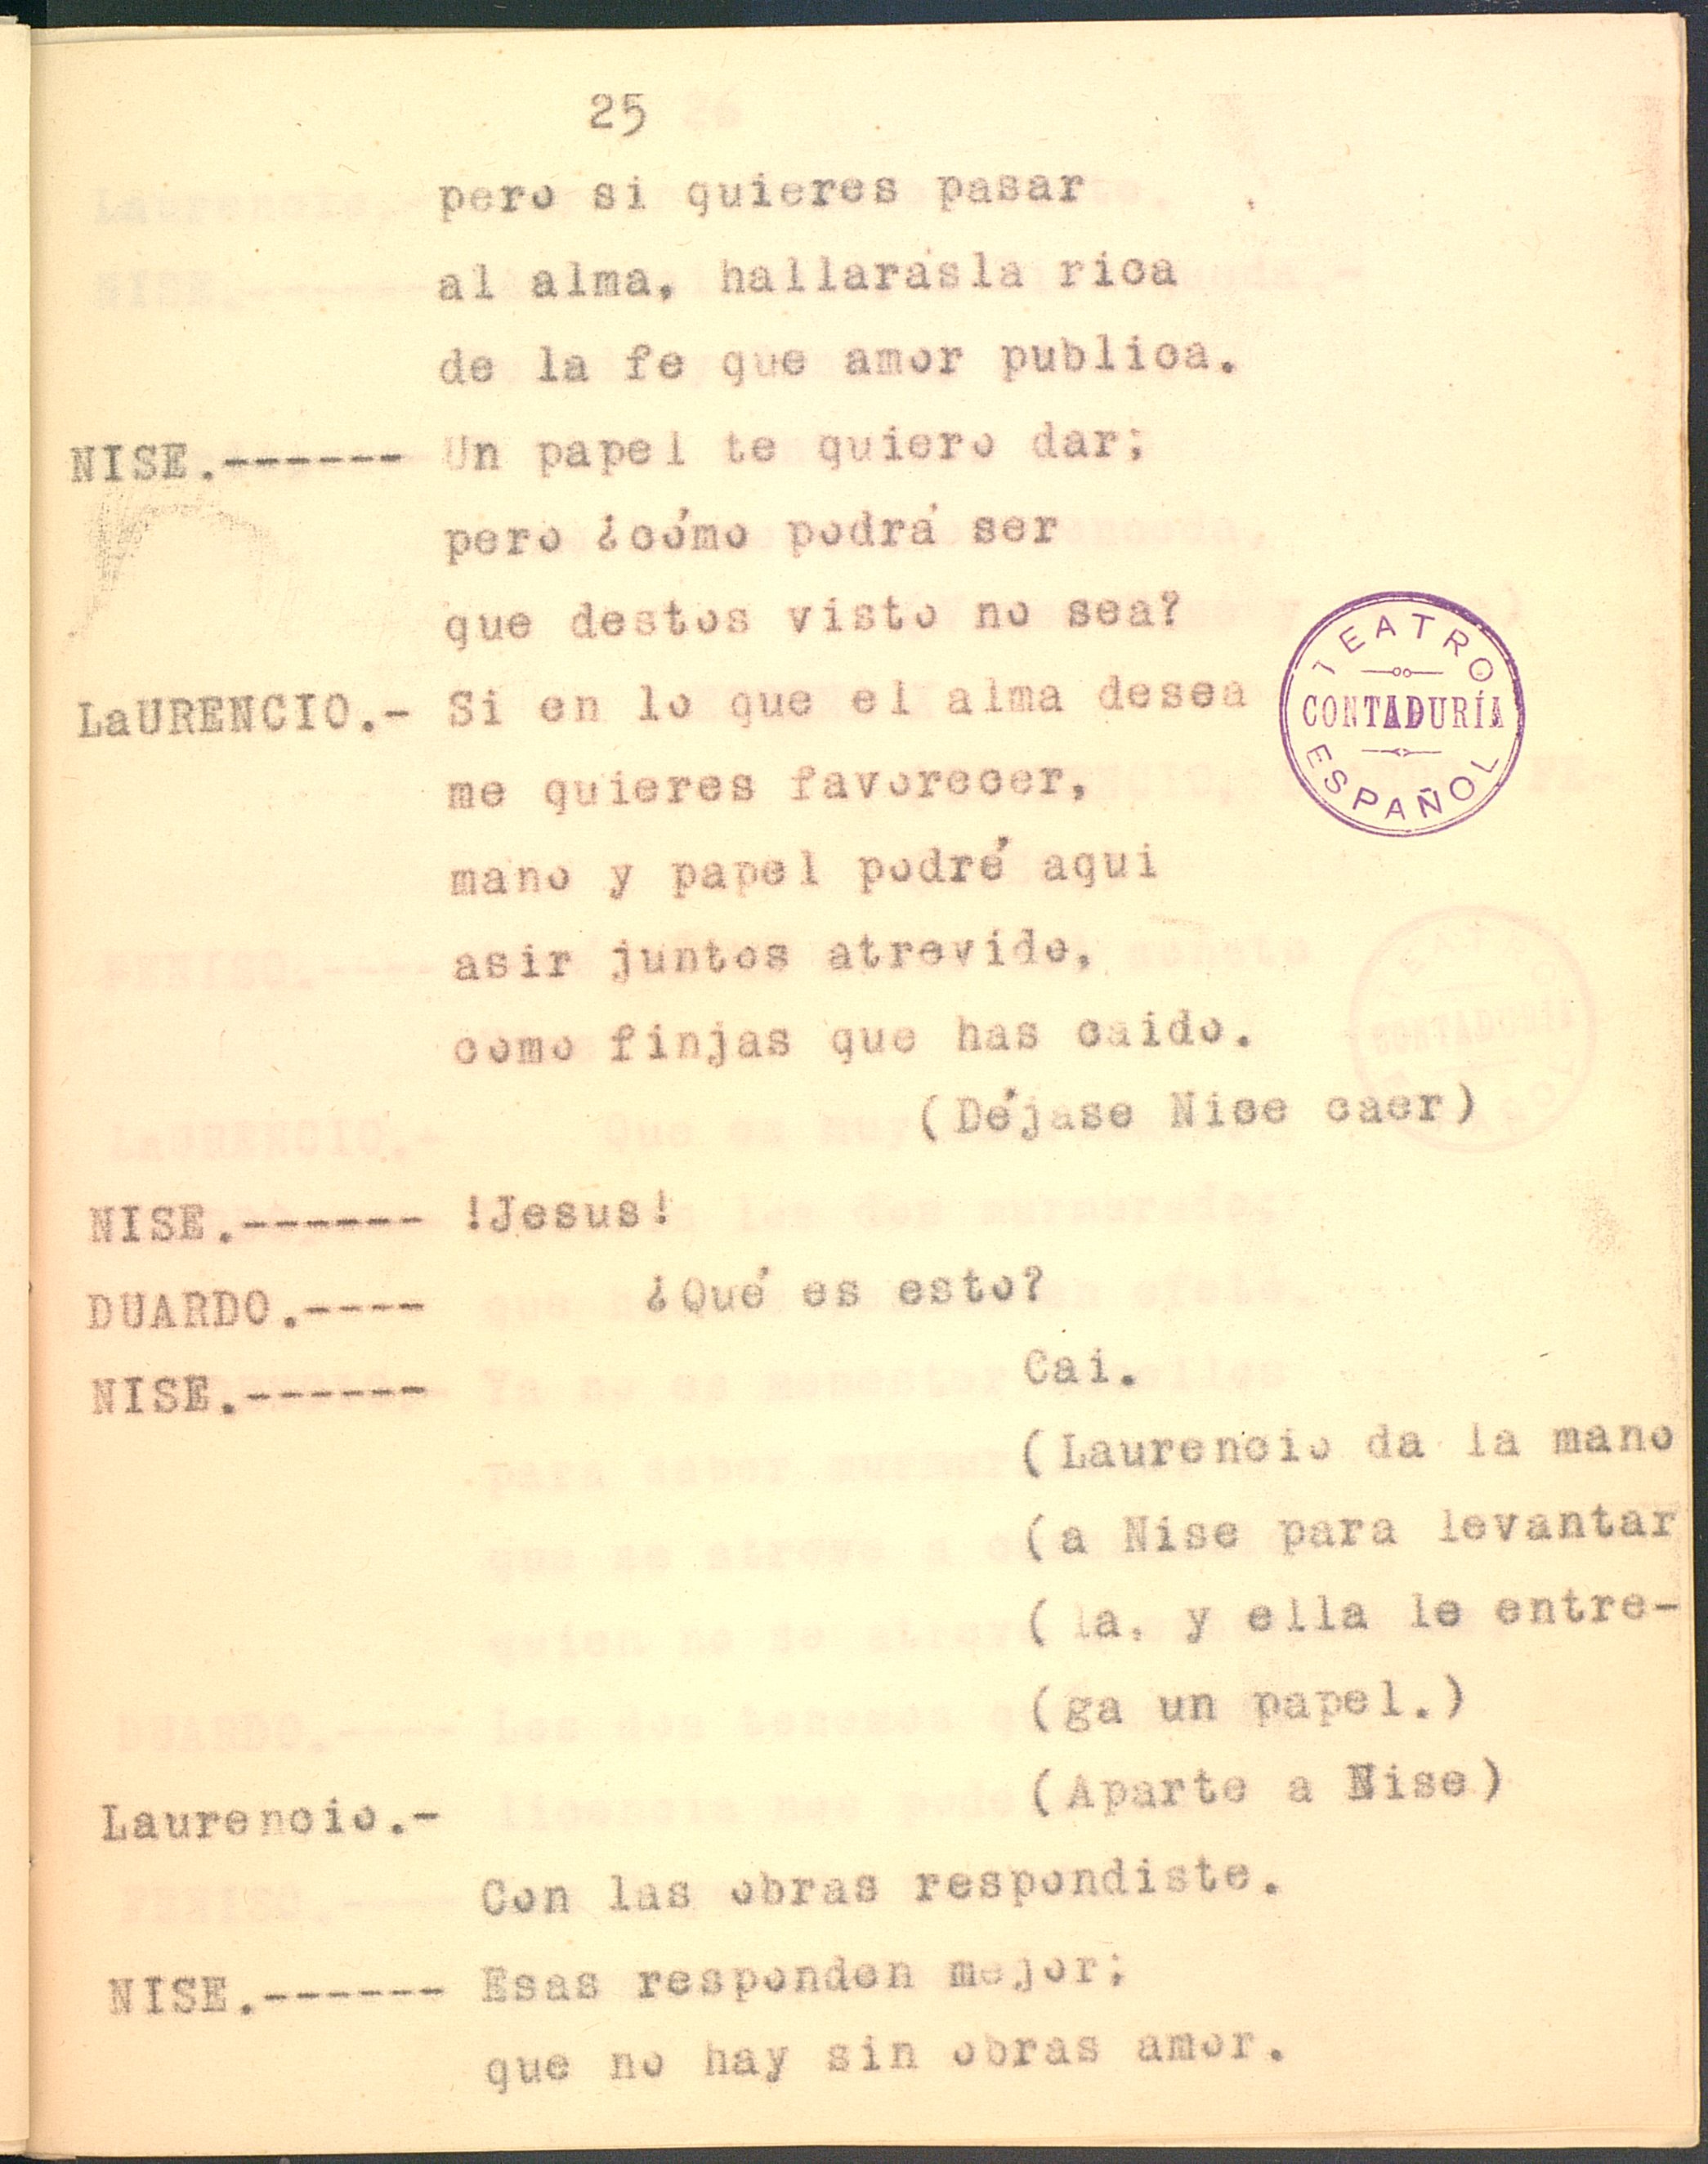 25
pero si quieres pasar
al alma, hallarásla rica
de la fe que amor publica.
NISE.------ Un papel te quiero dar;
pero ¿cómo podrá ser
que destos visto no sea?
LaURENCIO.- Si en lo que el alma desea
me quieres favorecer,
mano y papel podré aqui
asir juntos atrevido,
como finjas que has caido.
(Déjase Nise caer)
NISE.------ !Jesus!
DUARDO.---- ¿Qué es esto?
NISE.------ Cai.
(Laurencio da la mano
(a Nise para levantar
(la, y ella le entre-
(ga un papel.)
Laurencio.- (Aparte a Nise)
Con las obras respondiste.
NISE.------ Esas responden mejor;
que no hay sin obras amor.
TEATRO
CONTADURÍA
ESPAÑOL